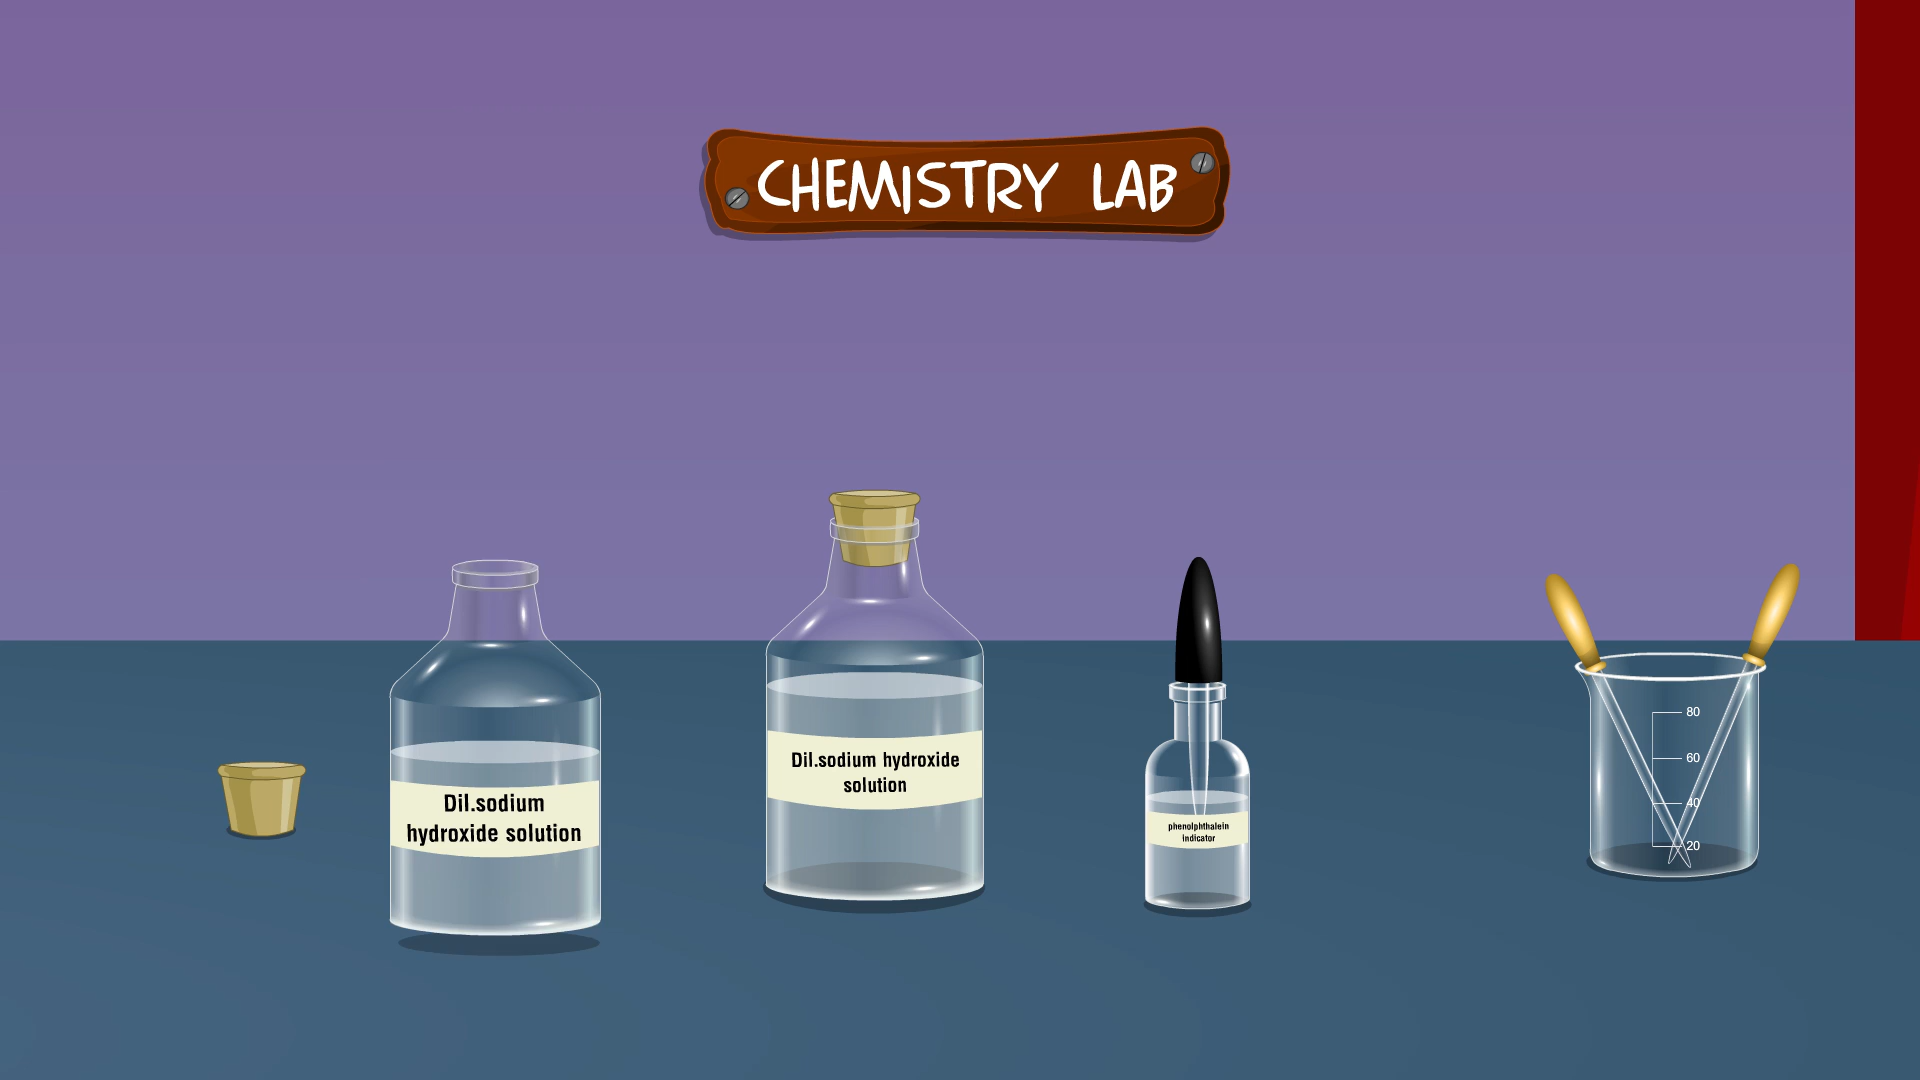 CHEMISTRY LAB
Dil.sodium
hydroxide solution
Dil.sodium hydroxide
solution
phenolphthalein
indicator
80
60
40
20